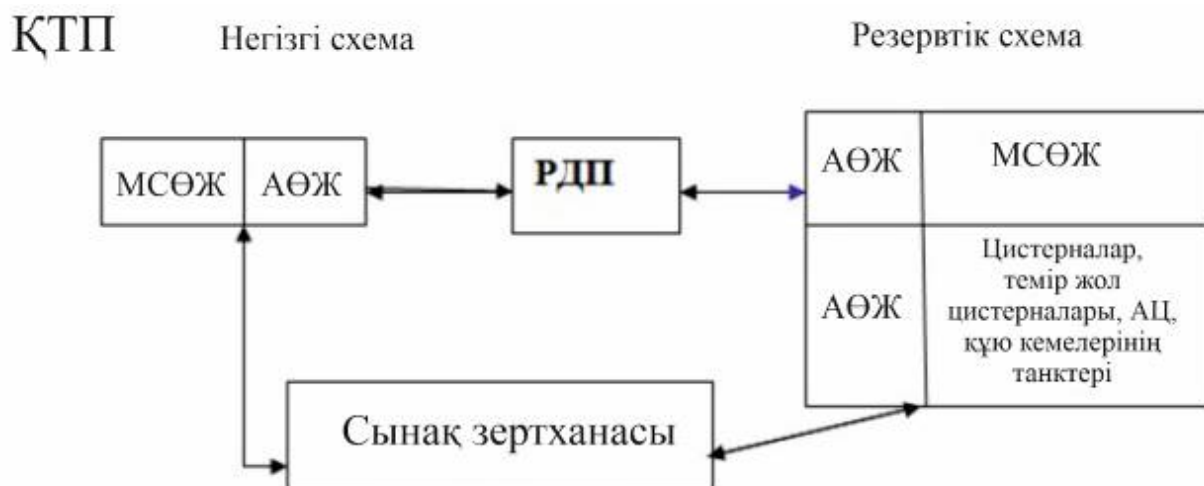 ҚТП
Негізгі схема
Резервтік схема
МСӨЖ
АӨЖ
РДП
АӨЖ
МСӨЖ
АӨЖ
Цистерналар,
темір жол
цистерналары, АЦ,
құю кемелерінің
танктері
Сынақ зертханасы